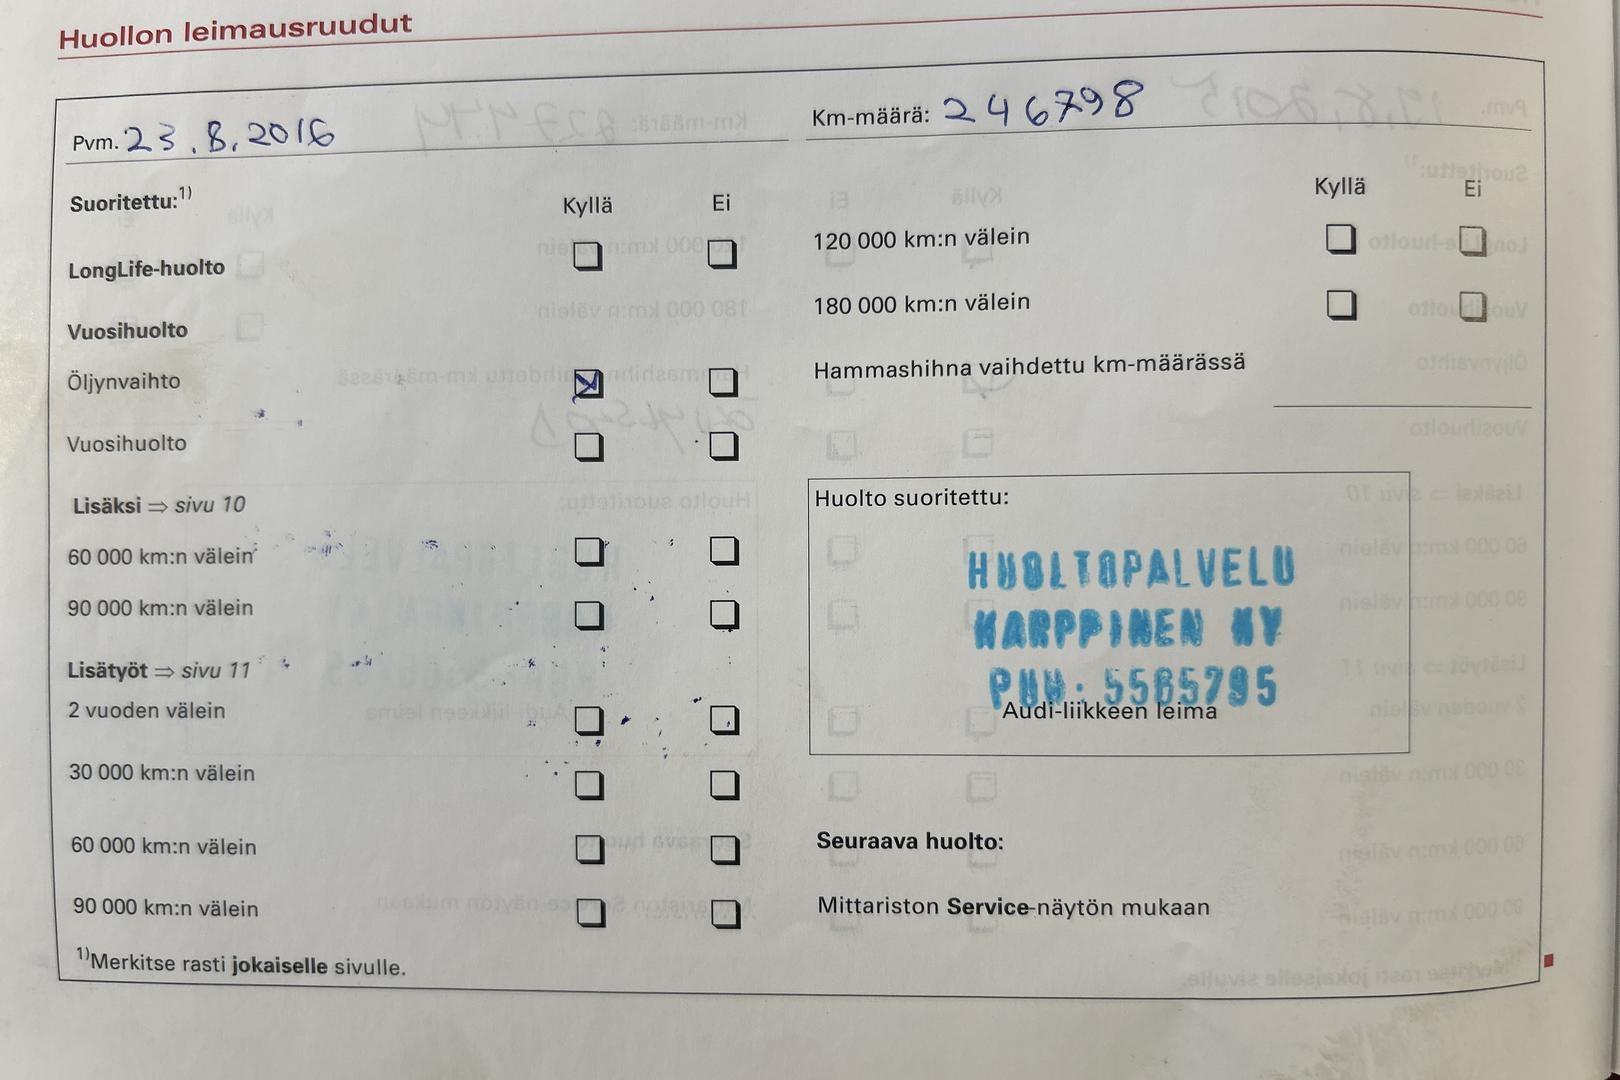 Huollon leimausruudut
Pvm. 23.8.2016
Km-määrä: 246798
Suoritettu:1)
Kyllä Ei
LongLife-huolto
Vuosihuolto
Öljynvaihto
Vuosihuolto
Lisäksi ⇒ sivu 10
60 000 km:n välein
90 000 km:n välein
Lisätyöt ⇒ sivu 11
2 vuoden välein
30 000 km:n välein
60 000 km:n välein
90 000 km:n välein
1)Merkitse rasti jokaiselle sivulle.
Kyllä Ei
120 000 km:n välein
180 000 km:n välein
Hammashihna vaihdettu km-määrässä
Huolto suoritettu:
HUOLTOPALVELU
KARPPINEN KY
PUH: 5565795
Audi-liikkeen leima
Seuraava huolto:
Mittariston Service-näytön mukaan